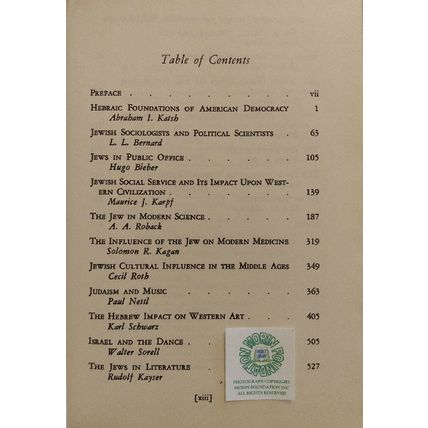 Table of Contents
PREFACE . . . . . . . . . vii
HEBRAIC FOUNDATIONS OF AMERICAN DEMOCRACY 1
Abraham I. Katsh
JEWISH SOCIOLOGISTS AND POLITICAL SCIENTISTS . 63
L. L. Bernard
JEWS IN PUBLIC OFFICE . . . . . . 105
Hugo Bieber
JEWISH SOCIAL SERVICE AND ITS IMPACT UPON WEST-
ERN CIVILIZATION . . . . . . . 139
Maurice J. Karpf
THE JEW IN MODERN SCIENCE . . . . . 187
A. A. Roback
THE INFLUENCE OF THE JEW ON MODERN MEDICINE 319
Solomon R. Kagan
JEWISH CULTURAL INFLUENCE IN THE MIDDLE AGES 349
Cecil Roth
JUDAISM AND MUSIC . . . . . . 363
Paul Nettl
THE HEBREW IMPACT ON WESTERN ART . . . 405
Karl Schwarz
ISRAEL AND THE DANCE . . 505
Walter Sorell
THE JEWS IN LITERATURE . . 527
Rudolf Kayser
[xiii]
MORIN FOUNDATION
PHOTOGRAPH COPYRIGHT
MORIN FOUNDATION INC
ALL RIGHTS RESERVED